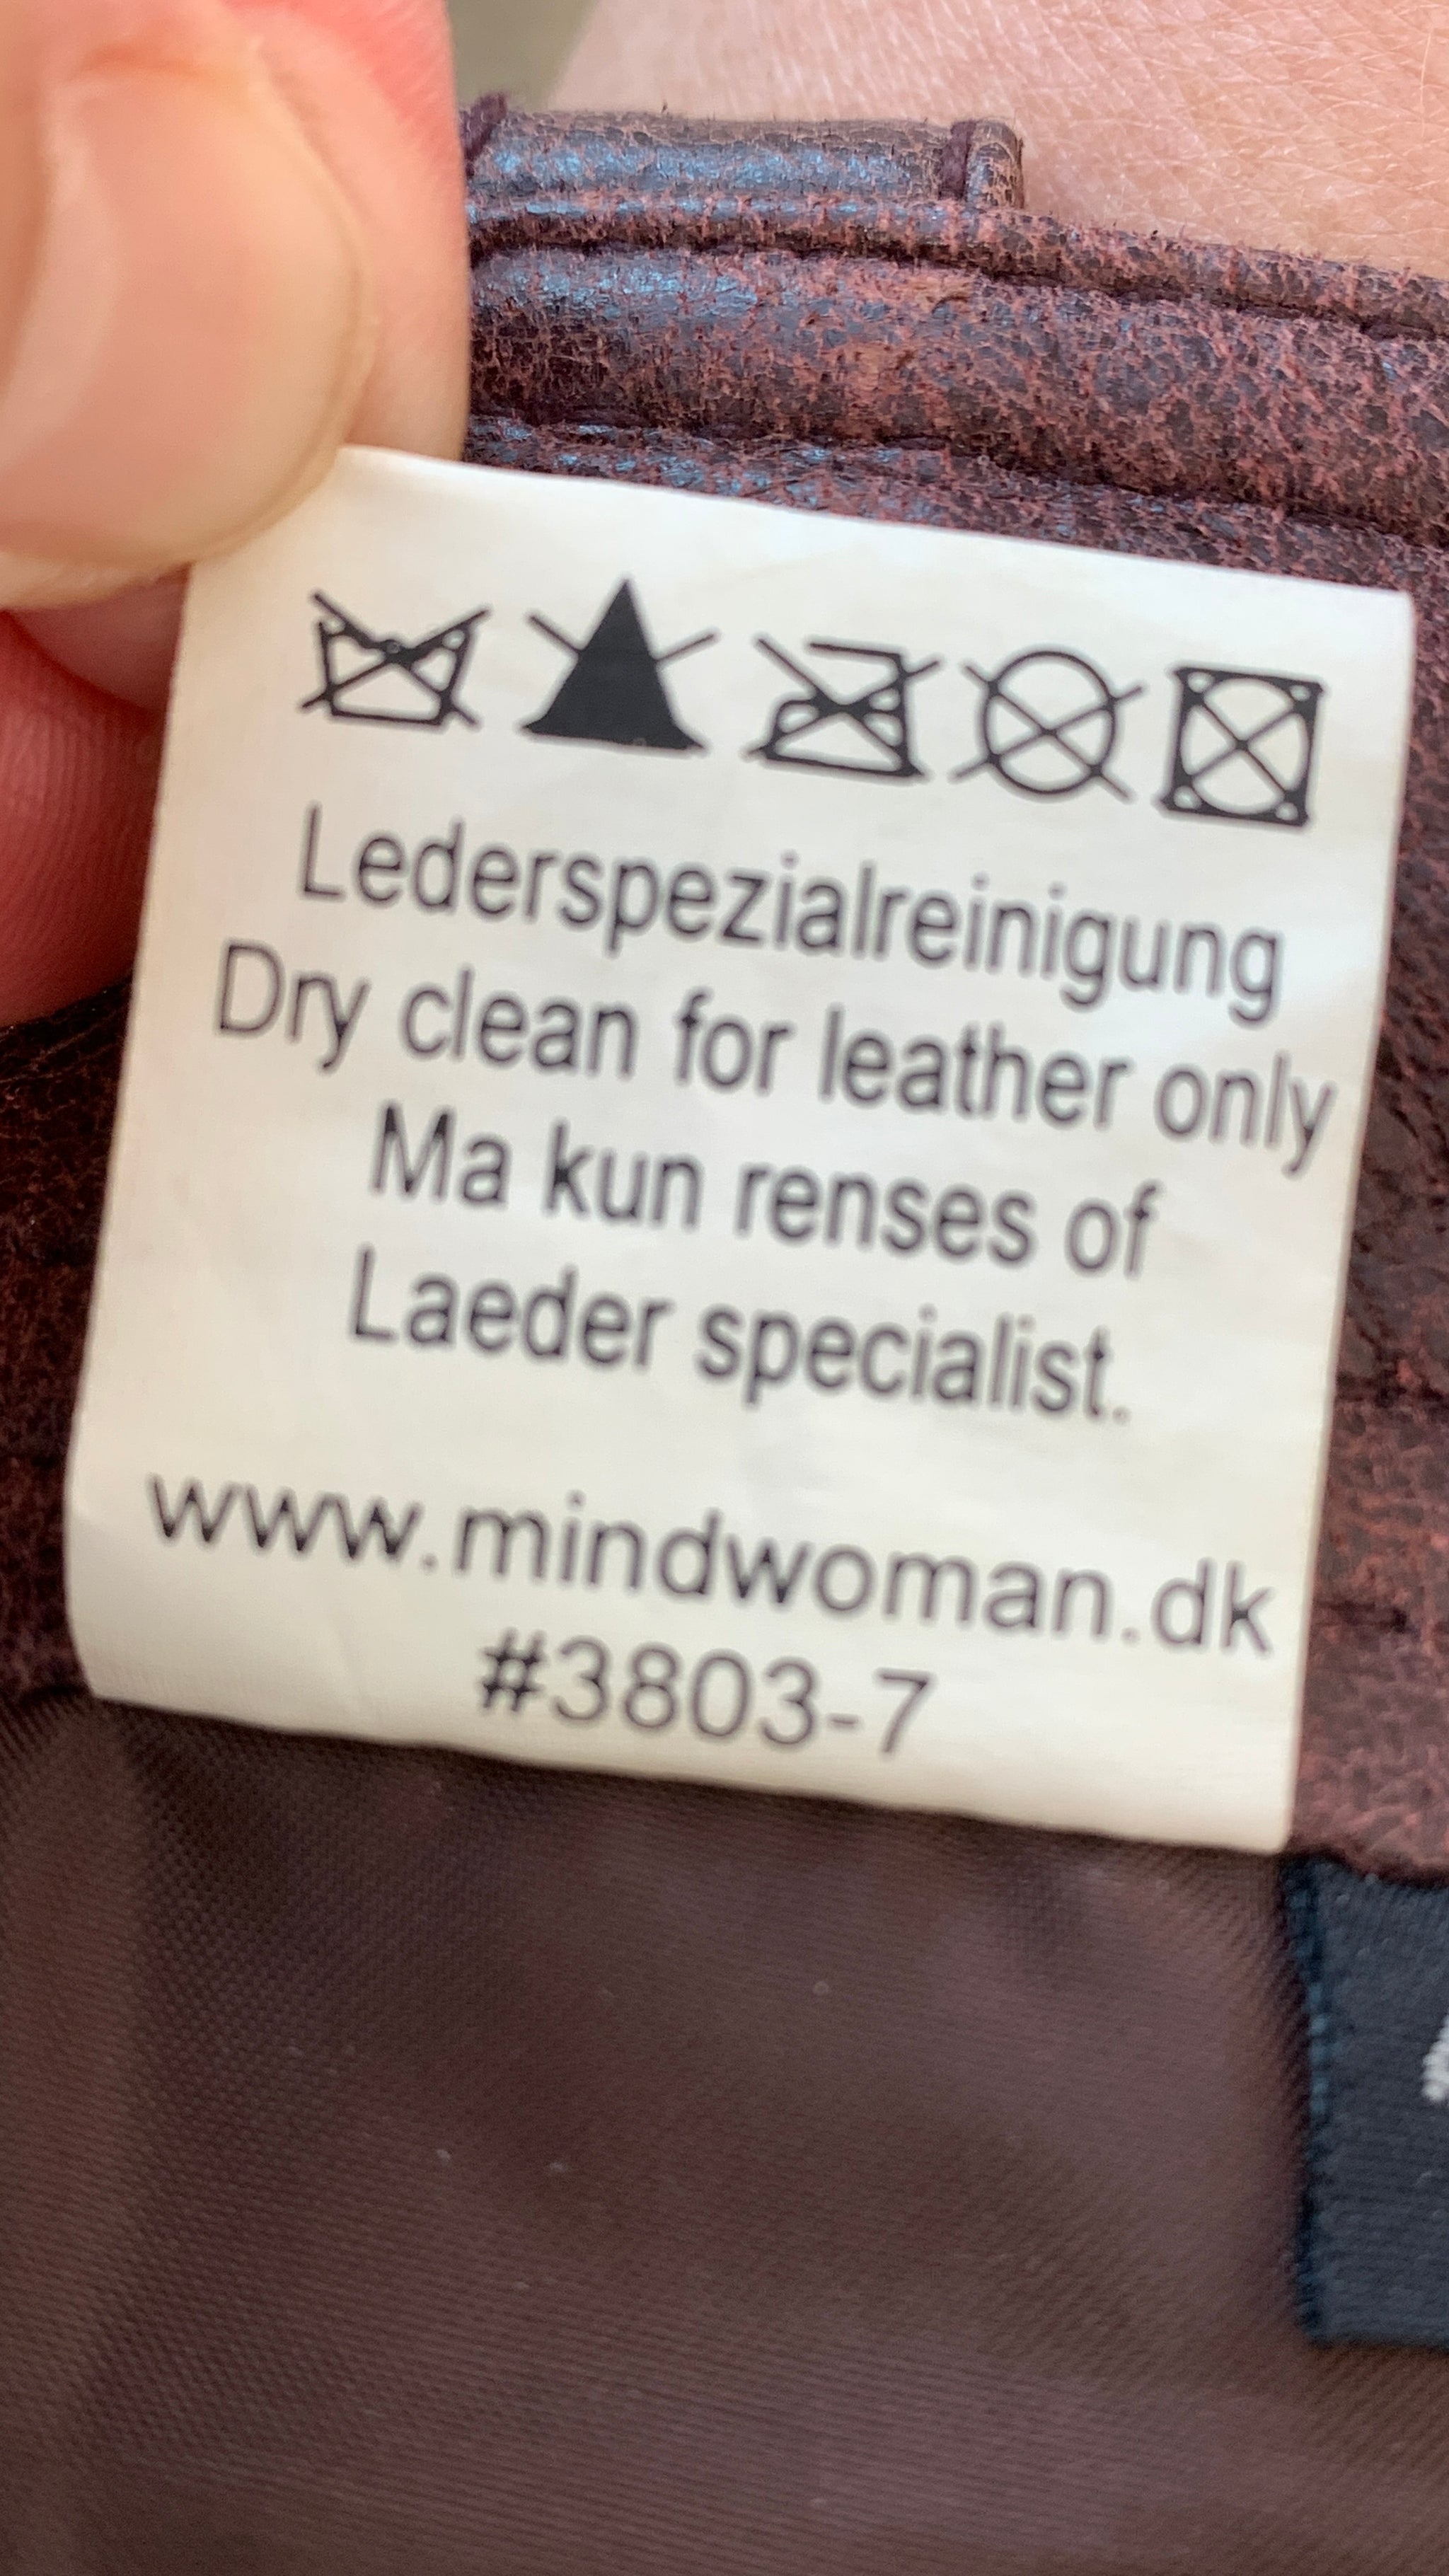 Lederspezialreinigung
Dry clean for leather only
Ma kun renses of
Laeder specialist.
www.mindwoman.dk
#3803-7